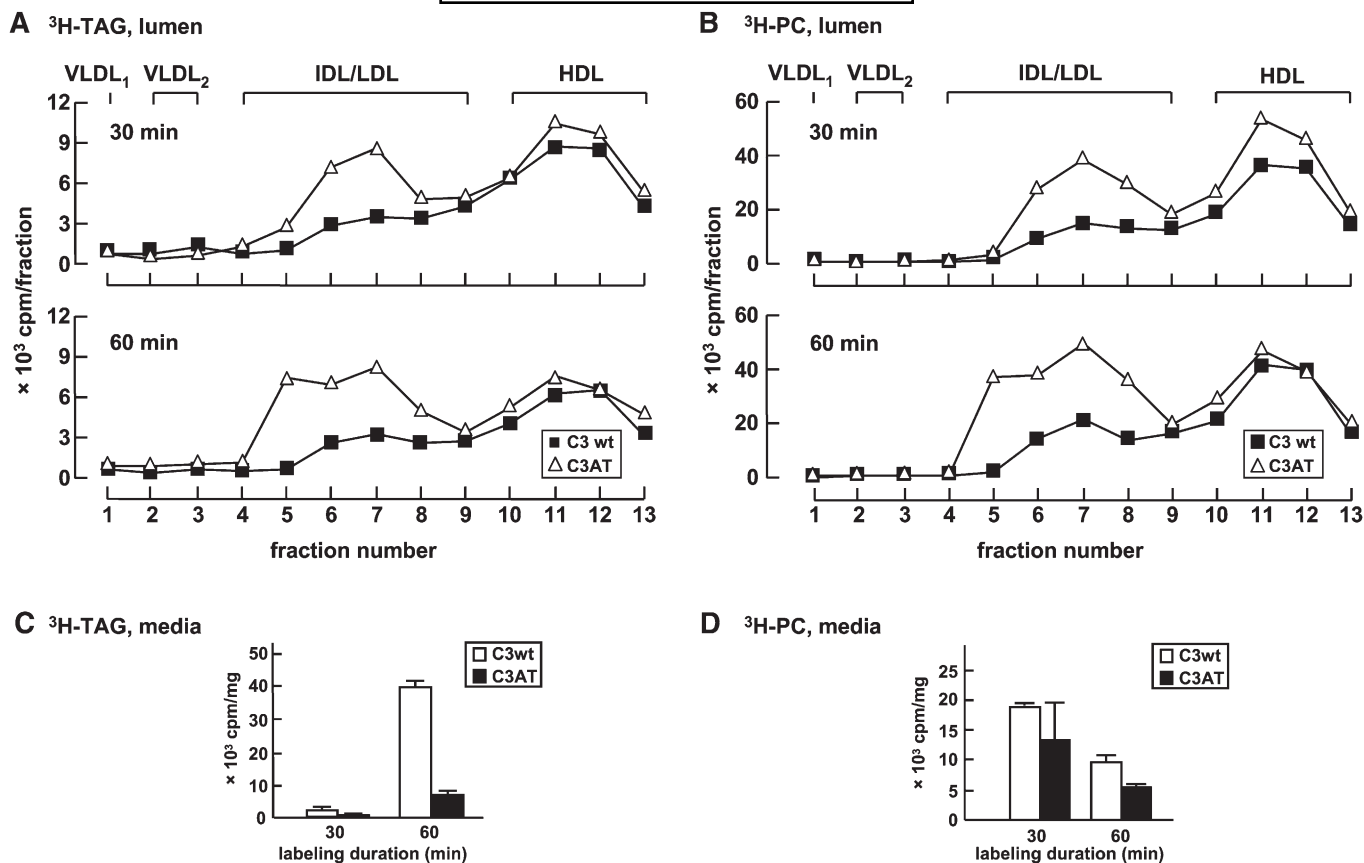 A ³H-TAG, lumen
VLDL₁ VLDL₂ IDL/LDL HDL
30 min
12
9
6
3
0
60 min
12
9
6
3
0
× 10³ cpm/fraction
C3 wt
C3AT
1 2 3 4 5 6 7 8 9 10 11 12 13
fraction number
B ³H-PC, lumen
VLDL₁ VLDL₂ IDL/LDL HDL
30 min
60
40
20
0
60 min
60
40
20
0
× 10³ cpm/fraction
C3 wt
C3AT
1 2 3 4 5 6 7 8 9 10 11 12 13
fraction number
C ³H-TAG, media
50
40
30
20
10
0
× 10³ cpm/mg
C3wt
C3AT
30 60
labeling duration (min)
D ³H-PC, media
25
20
15
10
5
0
× 10³ cpm/mg
C3wt
C3AT
30 60
labeling duration (min)